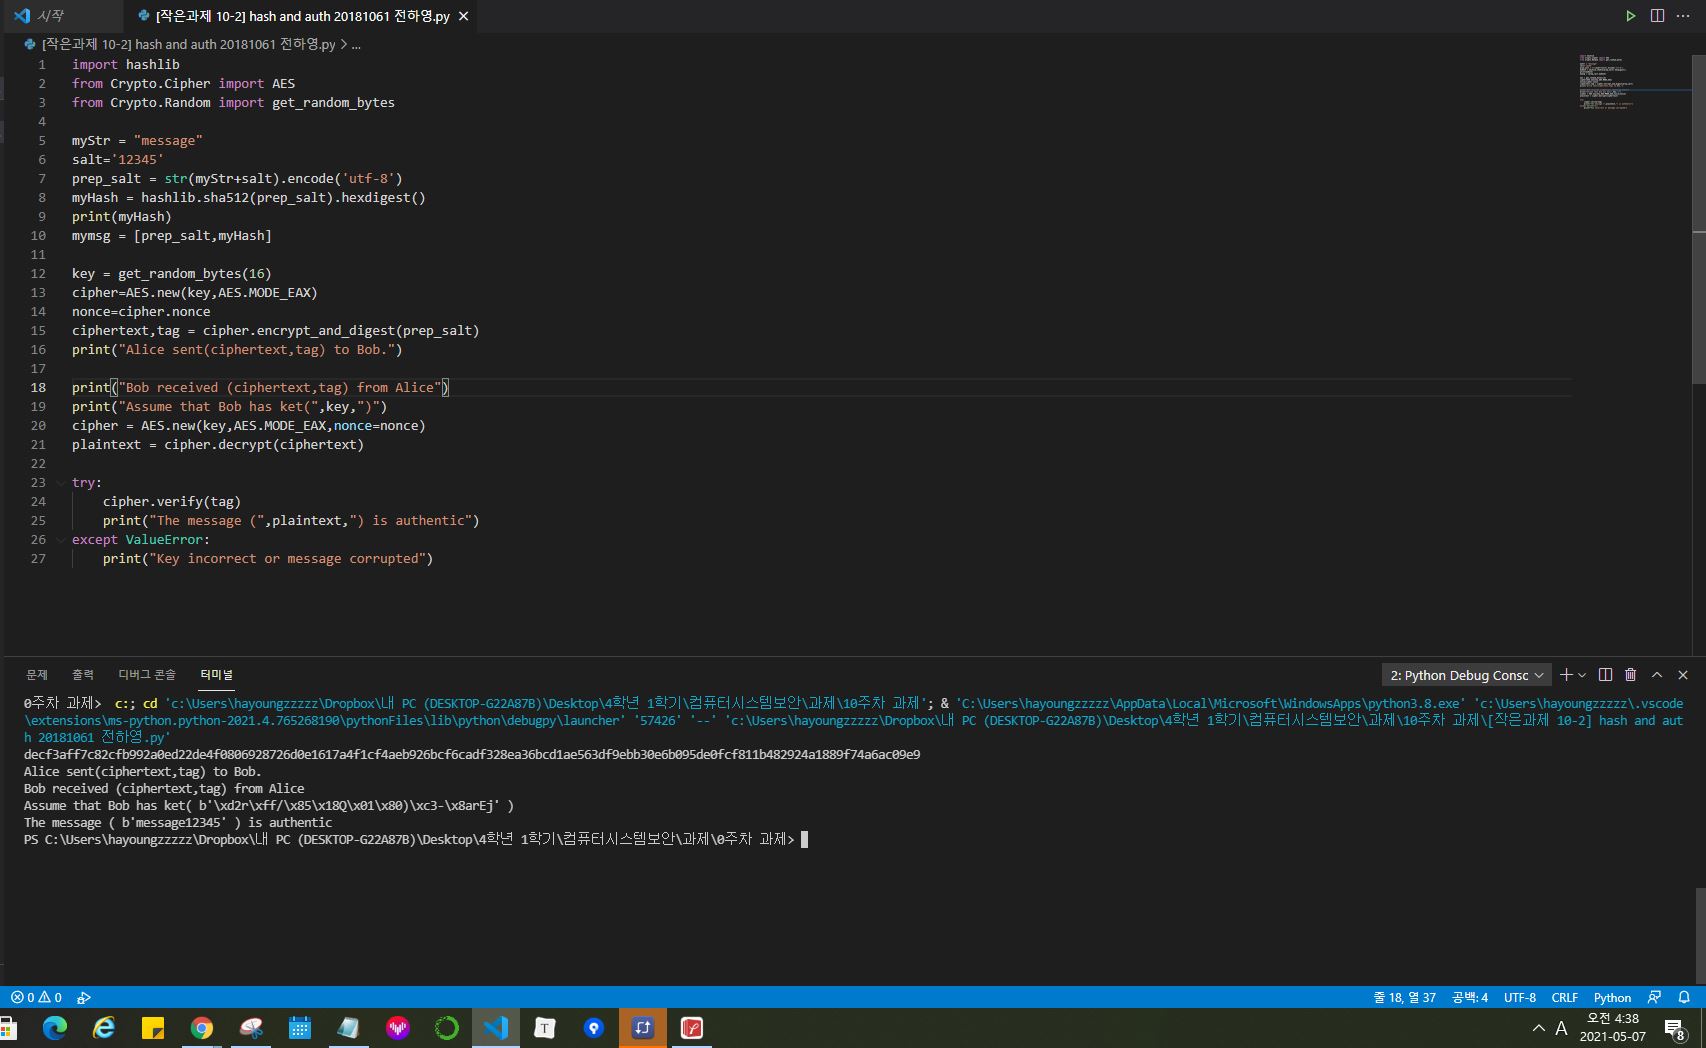 시작
[작은과제 10-2] hash and auth 20181061 전하영.py ×
[작은과제 10-2] hash and auth 20181061 전하영.py > ...
1 import hashlib
2 from Crypto.Cipher import AES
3 from Crypto.Random import get_random_bytes
4
5 myStr = "message"
6 salt='12345'
7 prep_salt = str(myStr+salt).encode('utf-8')
8 myHash = hashlib.sha512(prep_salt).hexdigest()
9 print(myHash)
10 mymsg = [prep_salt,myHash]
11
12 key = get_random_bytes(16)
13 cipher=AES.new(key,AES.MODE_EAX)
14 nonce=cipher.nonce
15 ciphertext,tag = cipher.encrypt_and_digest(prep_salt)
16 print("Alice sent(ciphertext,tag) to Bob.")
17
18 print("Bob received (ciphertext,tag) from Alice")
19 print("Assume that Bob has ket(",key,")")
20 cipher = AES.new(key,AES.MODE_EAX,nonce=nonce)
21 plaintext = cipher.decrypt(ciphertext)
22
23 try:
24     cipher.verify(tag)
25     print("The message (",plaintext,") is authentic")
26 except ValueError:
27     print("Key incorrect or message corrupted")
문제 출력 디버그 콘솔 터미널 2: Python Debug Consc
0주차 과제> c:; cd 'c:\Users\hayoungzzzzz\Dropbox\내 PC (DESKTOP-G22A87B)\Desktop\4학년 1학기\컴퓨터시스템보안\과제\10주차 과제'; & 'C:\Users\hayoungzzzzz\AppData\Local\Microsoft\WindowsApps\python3.8.exe' 'c:\Users\hayoungzzzzz\.vscode
\extensions\ms-python.python-2021.4.765268190\pythonFiles\lib\python\debugpy\launcher' '57426' '--' 'c:\Users\hayoungzzzzz\Dropbox\내 PC (DESKTOP-G22A87B)\Desktop\4학년 1학기\컴퓨터시스템보안\과제\10주차 과제\[작은과제 10-2] hash and aut
h 20181061 전하영.py'
decf3aff7c82cfb992a0ed22de4f0806928726d0e1617a4f1cf4aeb926bcf6cadf328ea36bcd1ae563df9ebb30e6b095de0fcf811b482924a1889f74a6ac09e9
Alice sent(ciphertext,tag) to Bob.
Bob received (ciphertext,tag) from Alice
Assume that Bob has ket( b'\xd2r\xff/\x85\x18Q\x01\x80)\xc3-\x8arEj' )
The message ( b'message12345' ) is authentic
PS C:\Users\hayoungzzzzz\Dropbox\내 PC (DESKTOP-G22A87B)\Desktop\4학년 1학기\컴퓨터시스템보안\과제\0주차 과제>
0 0 줄 18, 열 37 공백: 4 UTF-8 CRLF Python
T A 오전 4:38
2021-05-07 8